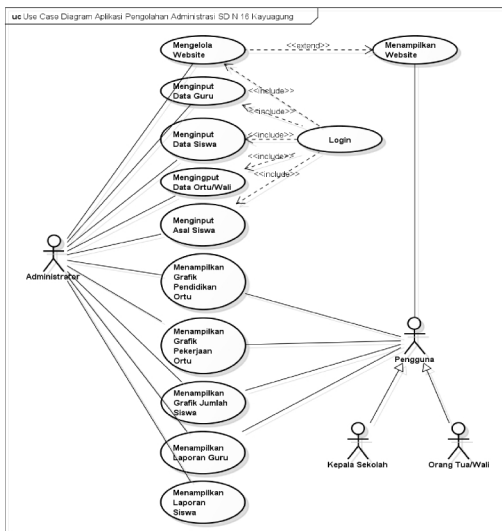 uc Use Case Diagram Aplikasi Pengolahan Administrasi SD N 16 Kayuagung
Mengelola
Website
<<extend>>
Menampilkan
Website
Menginput
Data Guru
<<include>>
<<include>>
Menginput
Data Siswa
<<include>>
Login
<<include>>
Mengingput
Data Ortu/Wali
<<include>>
Menginput
Asal Siswa
Administrator
Menampilkan
Grafik
Pendidikan
Ortu
Menampilkan
Grafik
Pekerjaan
Ortu
Pengguna
Menampilkan
Grafik Jumlah
Siswa
Menampilkan
Laporan Guru
Kepala Sekolah
Orang Tua/Wali
Menampilkan
Laporan
Siswa